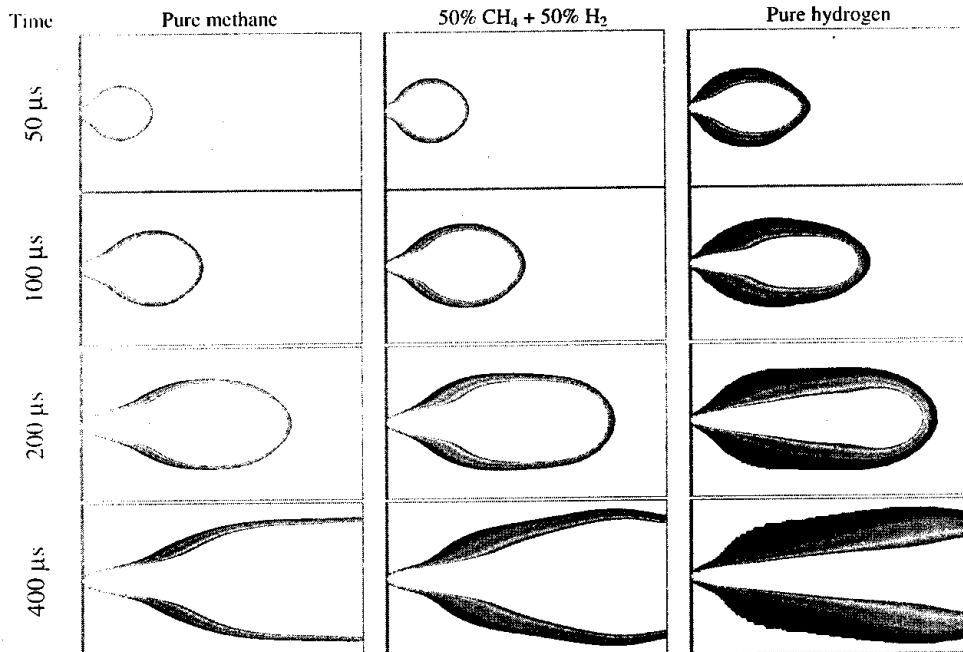 Time
Pure methane
50% CH₄ + 50% H₂
Pure hydrogen
50 µs
100 µs
200 µs
400 µs